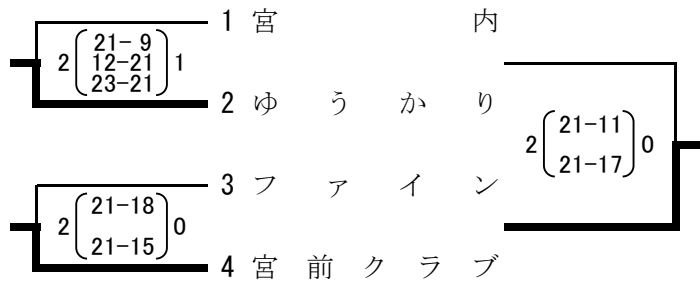 1 宮内
2 ( 21- 9 12-21 23-21 ) 1
2 ゆうかり
2 ( 21-11 21-17 ) 0
3 ファイン
2 ( 21-18 21-15 ) 0
4 宮前クラブ